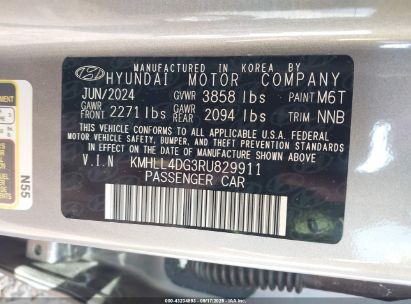 MANUFACTURED IN KOREA BY
HYUNDAI MOTOR COMPANY
JUN/2024 GVWR 3858 lbs PAINT M6T
GAWR FRONT 2271 lbs GAWR REAR 2094 lbs TRIM NNB
THIS VEHICLE CONFORMS TO ALL APPLICABLE U.S.A. FEDERAL
MOTOR VEHICLE SAFETY, BUMPER, AND THEFT PREVENTION STANDARDS
IN EFFECT ON THE DATE OF MANUFACTURE SHOWN ABOVE.
V.I.N KMHLL4DG3RU829911
PASSENGER CAR
N55